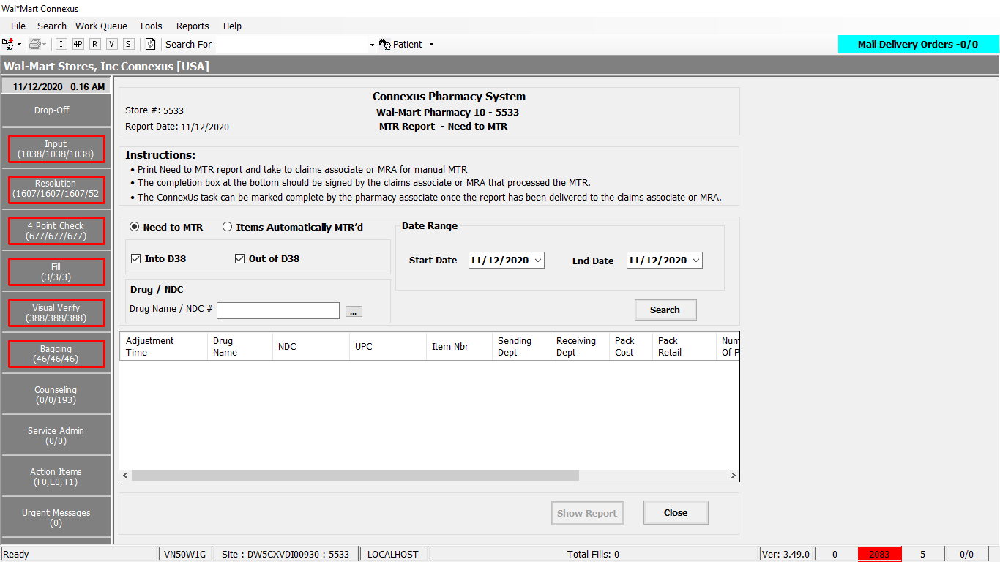 Wal*Mart Connexus
File Search Work Queue Tools Reports Help
I 4P R V S Search For Patient Mail Delivery Orders -0/0
Wal-Mart Stores, Inc Connexus [USA]
11/12/2020 0:16 AM
Drop-Off
Input
(1038/1038/1038)
Resolution
(1607/1607/1607/52
4 Point Check
(677/677/677)
Fill
(3/3/3)
Visual Verify
(388/388/388)
Bagging
(46/46/46)
Counseling
(0/0/193)
Service Admin
(0/0)
Action Items
(F0,E0,T1)
Urgent Messages
(0)
Connexus Pharmacy System
Store #: 5533
Wal-Mart Pharmacy 10 - 5533
Report Date: 11/12/2020
MTR Report - Need to MTR
Instructions:
• Print Need to MTR report and take to claims associate or MRA for manual MTR
• The completion box at the bottom should be signed by the claims associate or MRA that processed the MTR.
• The ConnexUs task can be marked complete by the pharmacy associate once the report has been delivered to the claims associate or MRA.
Need to MTR Items Automatically MTR'd
Into D38 Out of D38
Date Range
Start Date 11/12/2020 End Date 11/12/2020
Drug / NDC
Drug Name / NDC # ...
Search
Adjustment Time
Drug Name
NDC
UPC
Item Nbr
Sending Dept
Receiving Dept
Pack Cost
Pack Retail
Num Of P
Show Report Close
Ready VN50W1G Site : DW5CXVDI00930 : 5533 LOCALHOST Total Fills: 0 Ver: 3.49.0 0 2083 5 0/0